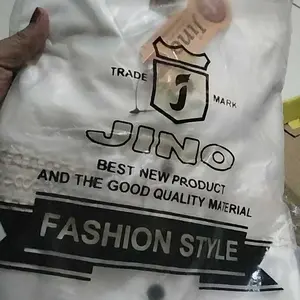 TRADE MARK
JINO
BEST NEW PRODUCT
AND THE GOOD QUALITY MATERIAL
FASHION STYLE